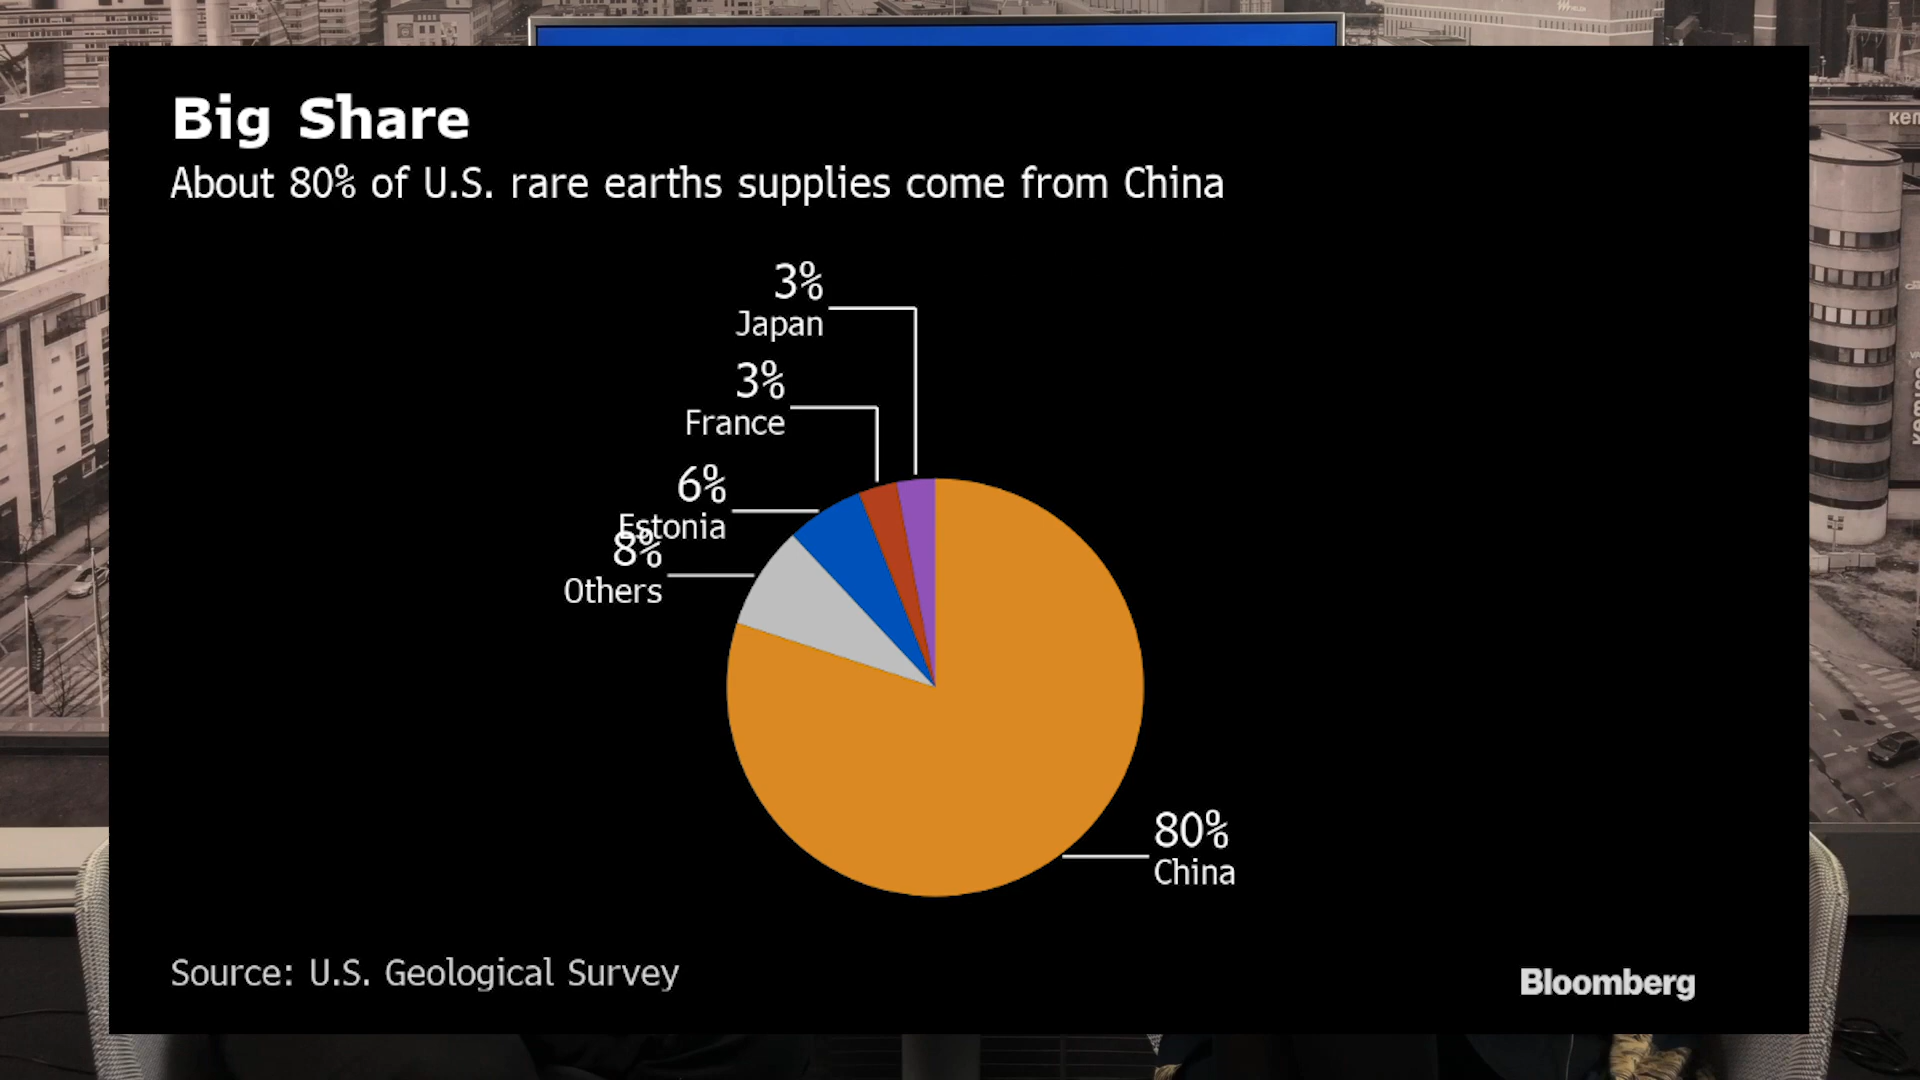 Big Share
About 80% of U.S. rare earths supplies come from China
3%
Japan
3%
France
6%
Estonia
8%
Others
80%
China
Source: U.S. Geological Survey
Bloomberg